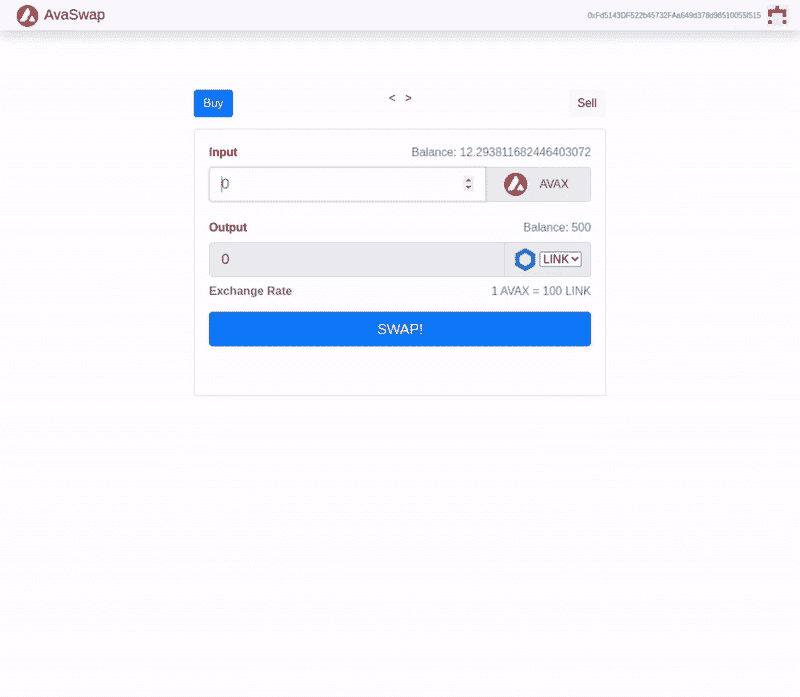 AvaSwap
Buy < > Sell
Input Balance: 12.293811682446403072
0 AVAX
Output Balance: 500
0 LINK
Exchange Rate 1 AVAX = 100 LINK
SWAP!